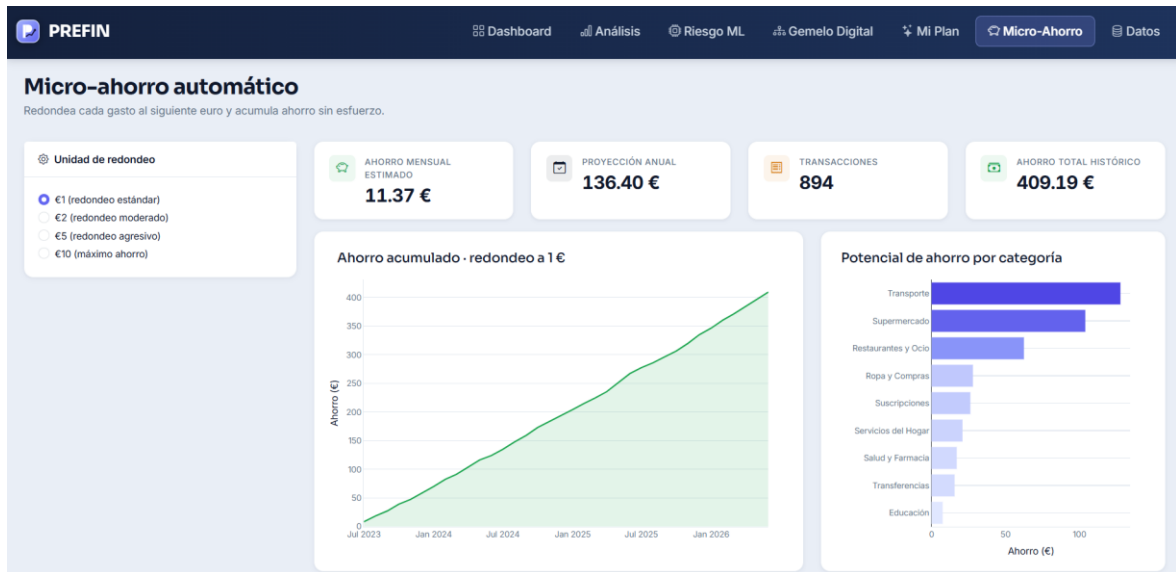 PREFIN
Dashboard
Análisis
Riesgo ML
Gemelo Digital
Mi Plan
Micro-Ahorro
Datos
Micro-ahorro automático
Redondea cada gasto al siguiente euro y acumula ahorro sin esfuerzo.
Unidad de redondeo
€1 (redondeo estándar)
€2 (redondeo moderado)
€5 (redondeo agresivo)
€10 (máximo ahorro)
AHORRO MENSUAL
ESTIMADO
11.37 €
PROYECCIÓN ANUAL
136.40 €
TRANSACCIONES
894
AHORRO TOTAL HISTÓRICO
409.19 €
Ahorro acumulado · redondeo a 1 €
Ahorro (€)
400
350
300
250
200
150
100
50
0
Jul 2023
Jan 2024
Jul 2024
Jan 2025
Jul 2025
Jan 2026
Potencial de ahorro por categoría
Transporte
Supermercado
Restaurantes y Ocio
Ropa y Compras
Suscripciones
Servicios del Hogar
Salud y Farmacia
Transferencias
Educación
0
50
100
Ahorro (€)